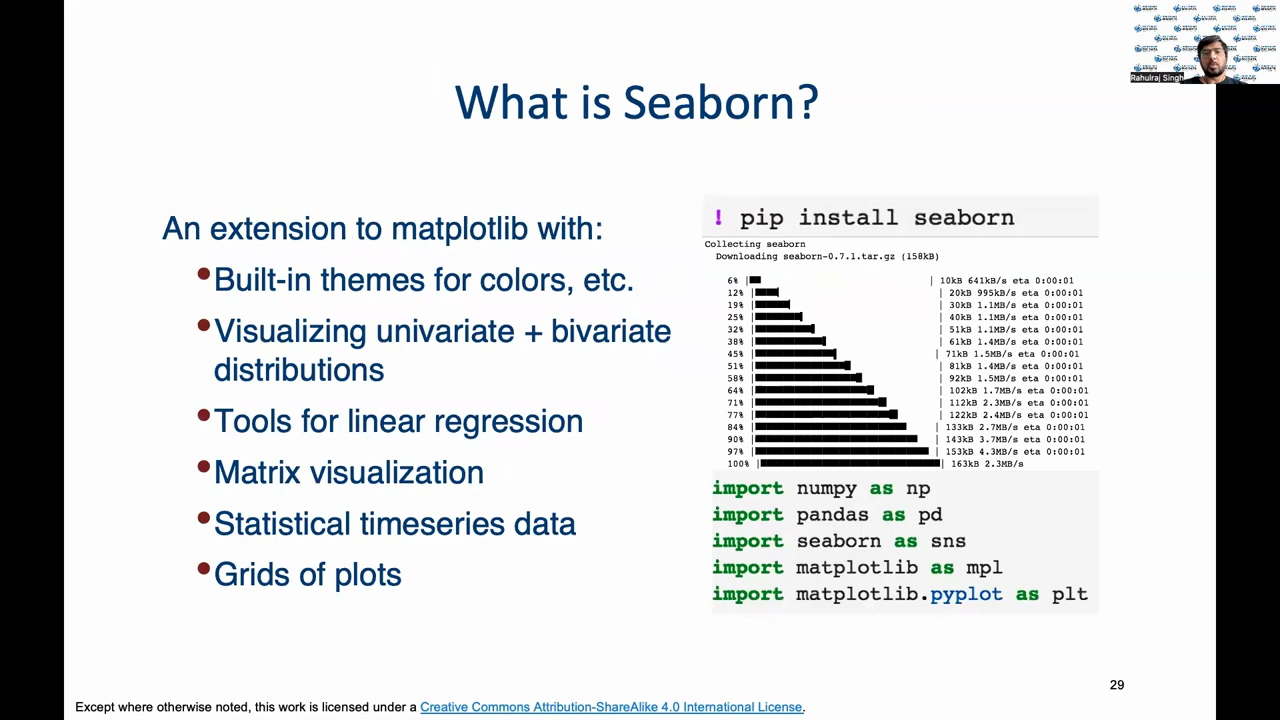 Rahulraj Singh
What is Seaborn?
An extension to matplotlib with:
•Built-in themes for colors, etc.
•Visualizing univariate + bivariate
distributions
•Tools for linear regression
•Matrix visualization
•Statistical timeseries data
•Grids of plots
! pip install seaborn
Collecting seaborn
Downloading seaborn-0.7.1.tar.gz (158kB)
6% | | 10kB 641kB/s eta 0:00:01
12% | | 20kB 995kB/s eta 0:00:01
19% | | 30kB 1.1MB/s eta 0:00:01
25% | | 40kB 1.1MB/s eta 0:00:01
32% | | 51kB 1.1MB/s eta 0:00:01
38% | | 61kB 1.4MB/s eta 0:00:01
45% | | 71kB 1.5MB/s eta 0:00:01
51% | | 81kB 1.4MB/s eta 0:00:01
58% | | 92kB 1.5MB/s eta 0:00:01
64% | | 102kB 1.7MB/s eta 0:00:01
71% | | 112kB 2.3MB/s eta 0:00:01
77% | | 122kB 2.4MB/s eta 0:00:01
84% | | 133kB 2.7MB/s eta 0:00:01
90% | | 143kB 3.7MB/s eta 0:00:01
97% | | 153kB 4.3MB/s eta 0:00:01
100% | | 163kB 2.3MB/s
import numpy as np
import pandas as pd
import seaborn as sns
import matplotlib as mpl
import matplotlib.pyplot as plt
29
Except where otherwise noted, this work is licensed under a Creative Commons Attribution-ShareAlike 4.0 International License.